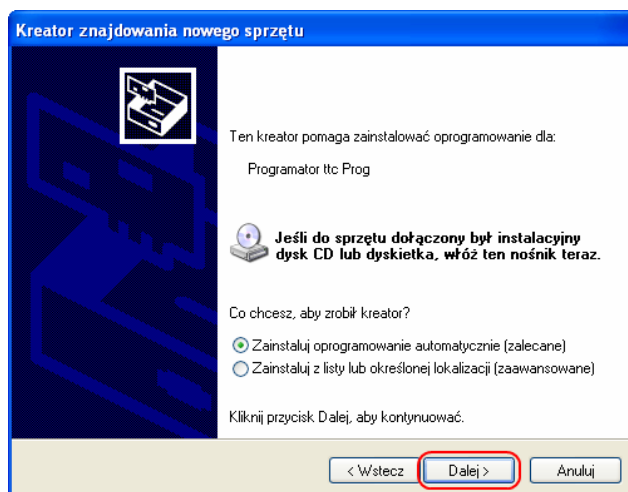 Kreator znajdowania nowego sprzętu
Ten kreator pomaga zainstalować oprogramowanie dla:
Programator ttc Prog
Jeśli do sprzętu dołączony był instalacyjny
dysk CD lub dyskietka, włóż ten nośnik teraz.
Co chcesz, aby zrobił kreator?
Zainstaluj oprogramowanie automatycznie (zalecane)
Zainstaluj z listy lub określonej lokalizacji (zaawansowane)
Kliknij przycisk Dalej, aby kontynuować.
< Wstecz Dalej > Anuluj